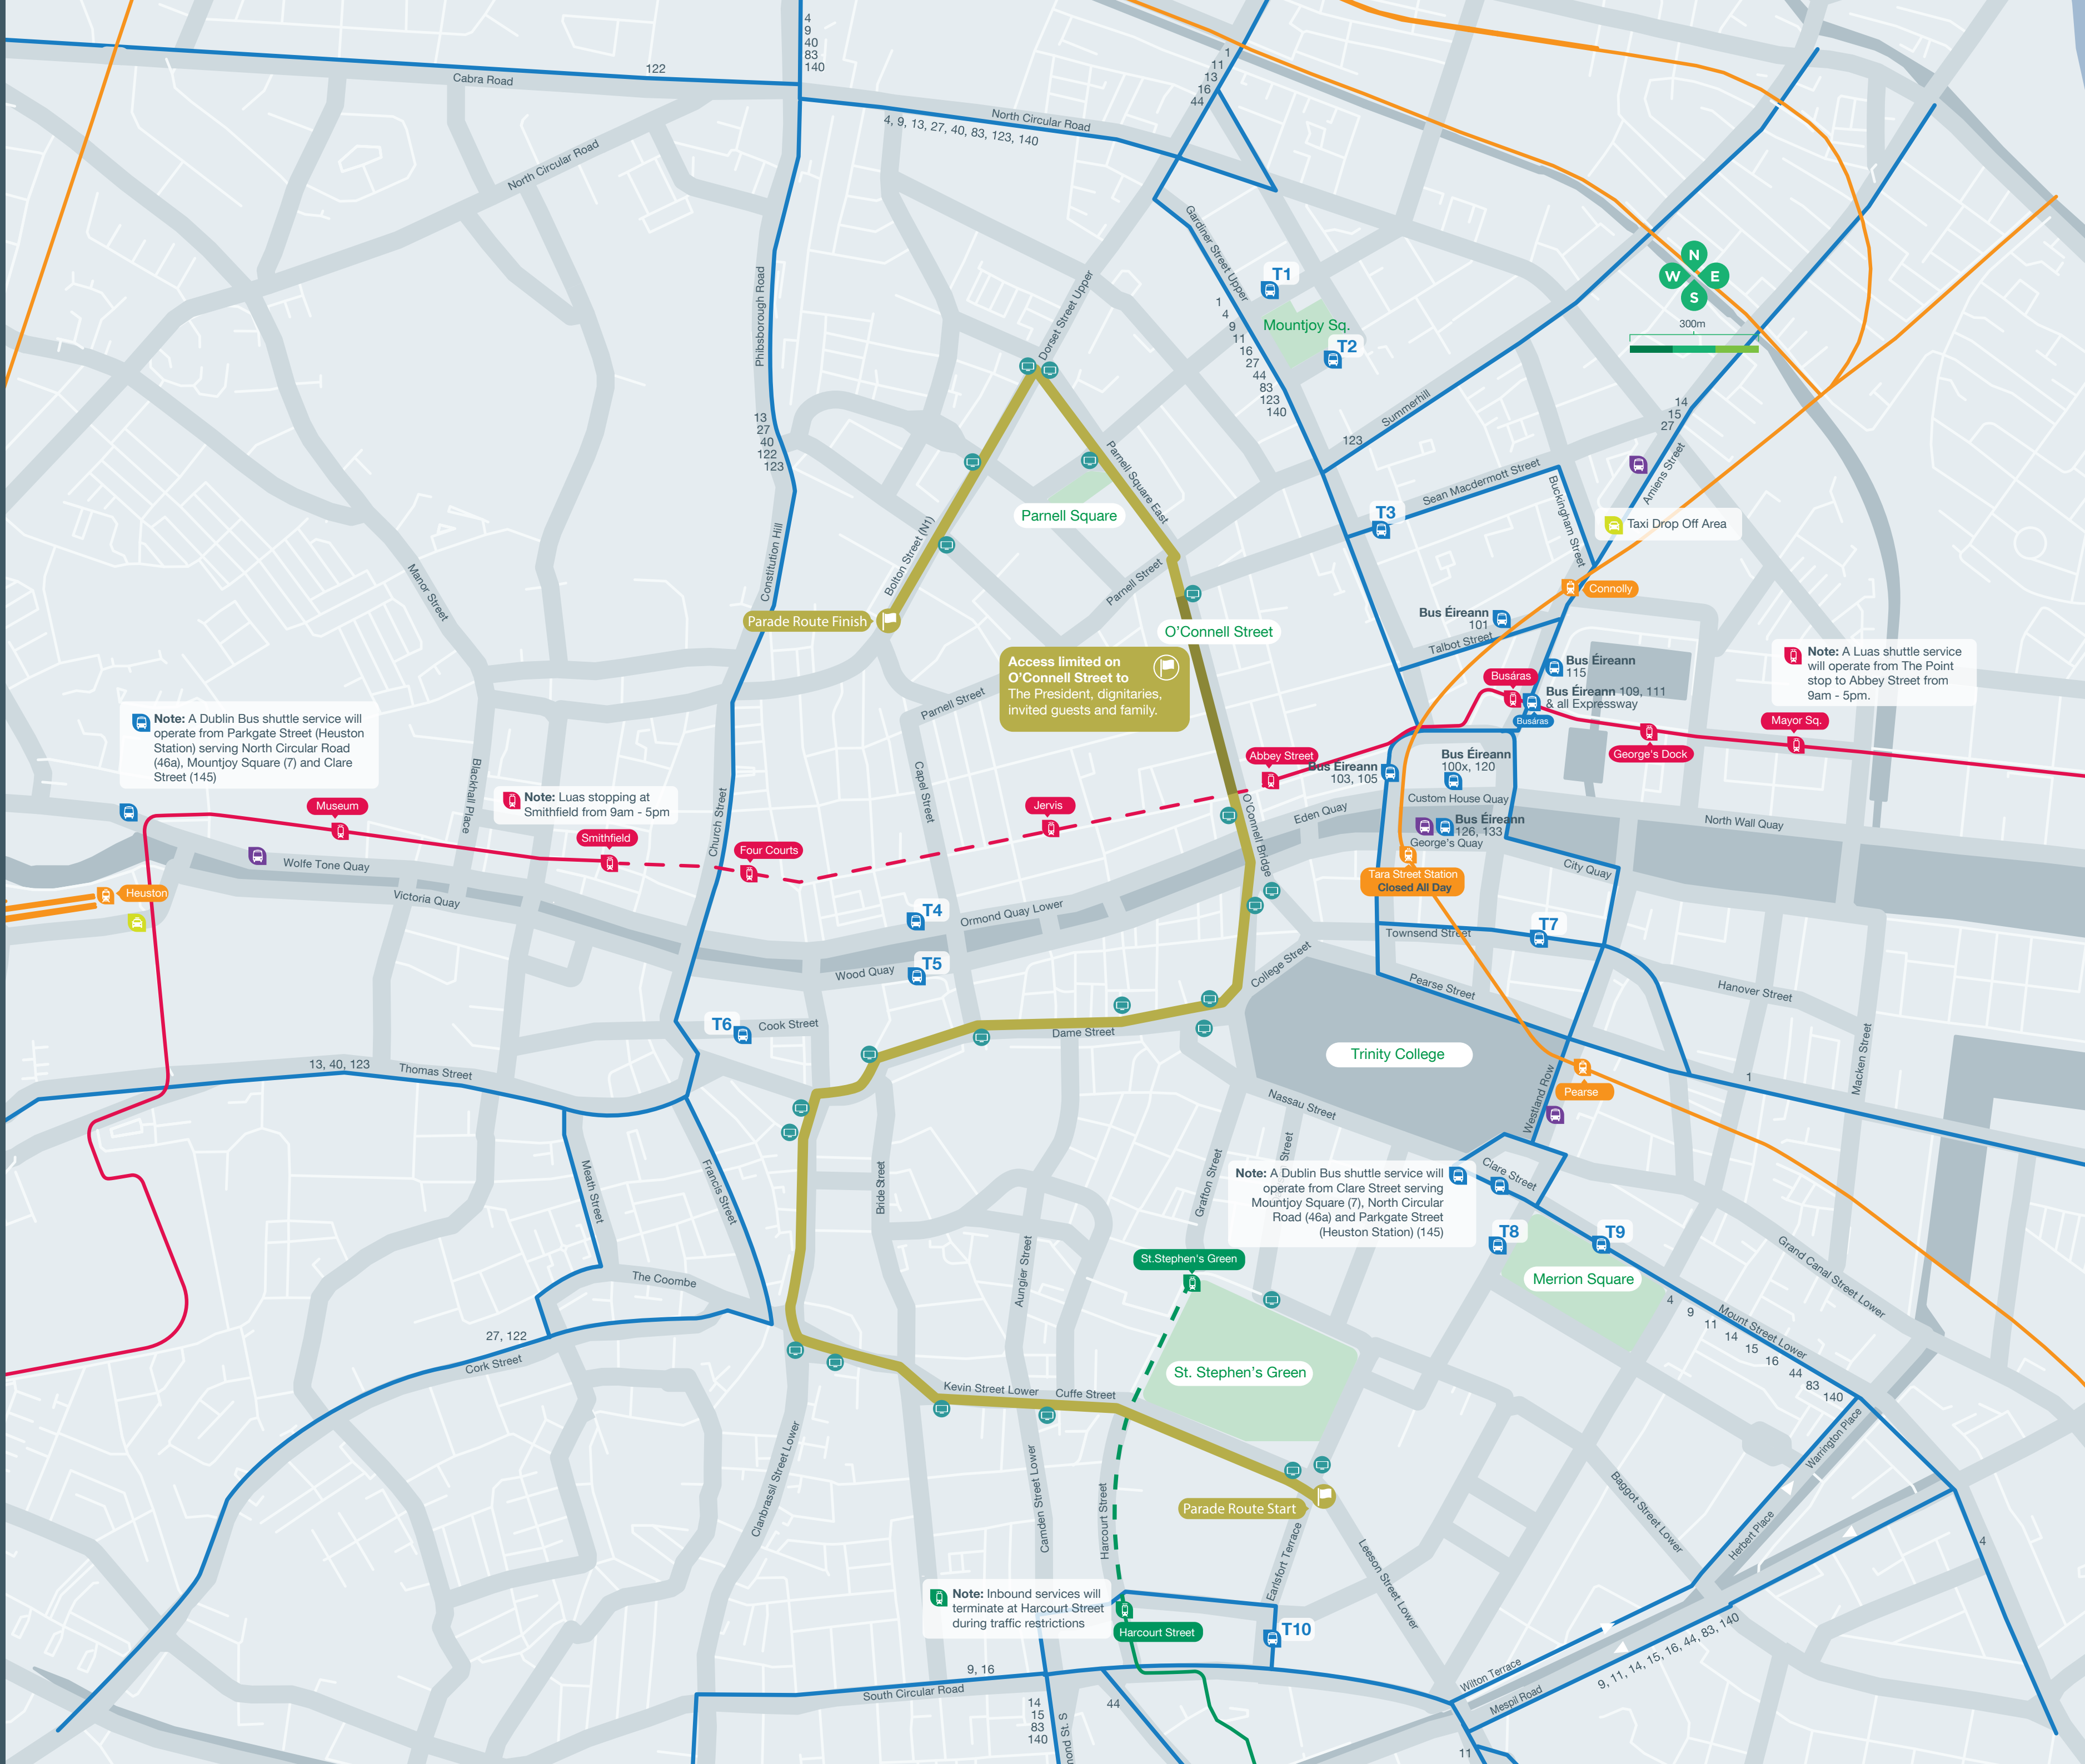 4
9
40
83
140
122
Cabra Road
1
11
13
16
44
North Circular Road
4, 9, 13, 27, 40, 83, 123, 140
North Circular Road
Phibsborough Road
Gardiner Street Upper
Dorset Street Upper
T1
Mountjoy Sq.
T2
1
4
9
11
16
27
44
83
123
140
N
W
E
S
300m
Summerhill
123
14
15
27
Amiens Street
13
27
40
122
123
Constitution Hill
Manor Street
Bolton Street (N1)
Parnell Square East
Parnell Square
Parnell Street
Sean Macdermott Street
Buckingham Street
T3
Taxi Drop Off Area
Connolly
Parade Route Finish
O'Connell Street
Bus Éireann
101
Talbot Street
Access limited on
O'Connell Street to
The President, dignitaries,
invited guests and family.
Parnell Street
Bus Éireann
115
Busáras
Bus Éireann 109, 111
& all Expressway
Busáras
Note: A Luas shuttle service
will operate from The Point
stop to Abbey Street from
9am - 5pm.
Mayor Sq.
George's Dock
Note: A Dublin Bus shuttle service will
operate from Parkgate Street (Heuston
Station) serving North Circular Road
(46a), Mountjoy Square (7) and Clare
Street (145)
Abbey Street
Bus Éireann
103, 105
Bus Éireann
100x, 120
Custom House Quay
Blackhall Place
Church Street
Capel Street
Note: Luas stopping at
Smithfield from 9am - 5pm
Museum
Smithfield
Four Courts
Jervis
O'Connell Bridge
Eden Quay
Bus Éireann
126, 133
George's Quay
North Wall Quay
City Quay
Wolfe Tone Quay
Victoria Quay
Heuston
Tara Street Station
Closed All Day
T4
Ormond Quay Lower
T5
Wood Quay
College Street
Townsend Street
T7
Pearse Street
Hanover Street
T6
Cook Street
Dame Street
Trinity College
Macken Street
13, 40, 123
Thomas Street
Pearse
1
Westland Row
Nassau Street
Meath Street
Francis Street
Bride Street
Grafton Street
Street
Clare Street
Note: A Dublin Bus shuttle service will
operate from Clare Street serving
Mountjoy Square (7), North Circular
Road (46a) and Parkgate Street
(Heuston Station) (145)
T8
T9
Merrion Square
Grand Canal Street Lower
The Coombe
Aungier Street
St.Stephen's Green
27, 122
Cork Street
St. Stephen's Green
4
9
11
14
15
16
44
83
140
Mount Street Lower
Kevin Street Lower
Cuffe Street
Clanbrassil Street Lower
Camden Street Lower
Harcourt Street
Parade Route Start
Earlsfort Terrace
Leeson Street Lower
Baggot Street Lower
Warrington Place
Herbert Place
4
Note: Inbound services will
terminate at Harcourt Street
during traffic restrictions
Harcourt Street
T10
9, 16
South Circular Road
14
15
83
140
mond St. S
44
Wilton Terrace
Mespil Road
9, 11, 14, 15, 16, 44, 83, 140
11